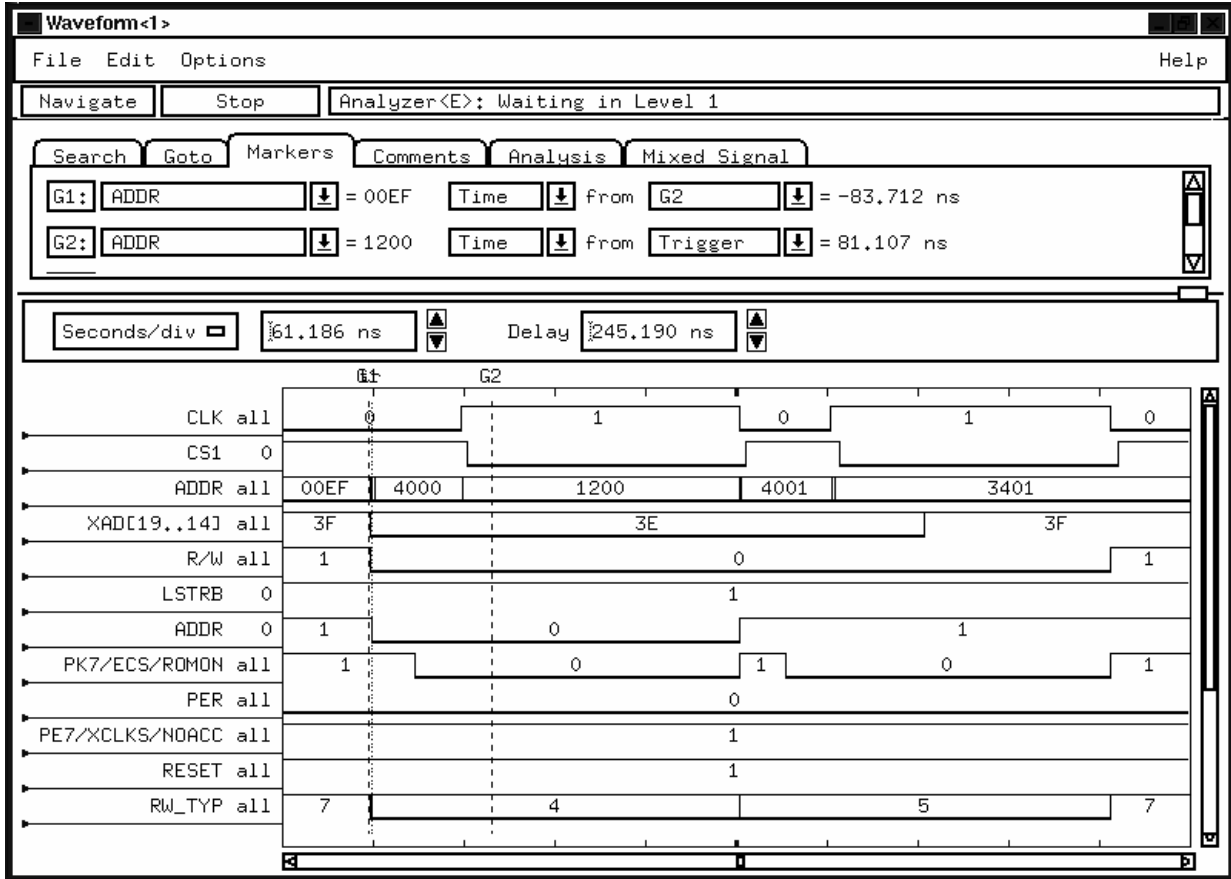 Waveform<1>
File Edit Options Help
Navigate Stop Analyzer<E>: Waiting in Level 1
Search Goto Markers Comments Analysis Mixed Signal
G1: ADDR = 00EF Time from G2 = -83.712 ns
G2: ADDR = 1200 Time from Trigger = 81.107 ns
Seconds/div 61.186 ns Delay 245.190 ns
G1 G2
CLK all 0 1 0 1 0
CS1 0
ADDR all 00EF 4000 1200 4001 3401
XAD[19..14] all 3F 3E 3F
R/W all 1 0 1
LSTRB 0 1
ADDR 0 1 0 1
PK7/ECS/ROMON all 1 0 1 0 1
PER all 0
PE7/XCLKS/NOACC all 1
RESET all 1
RW_TYP all 7 4 5 7